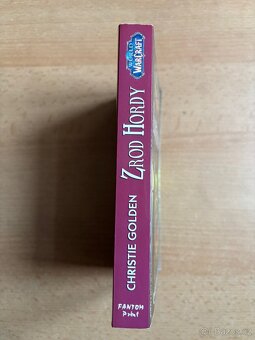 WORLD OF
WARCRAFT
ZROD HORDY
CHRISTIE GOLDEN
FANTOM
Print